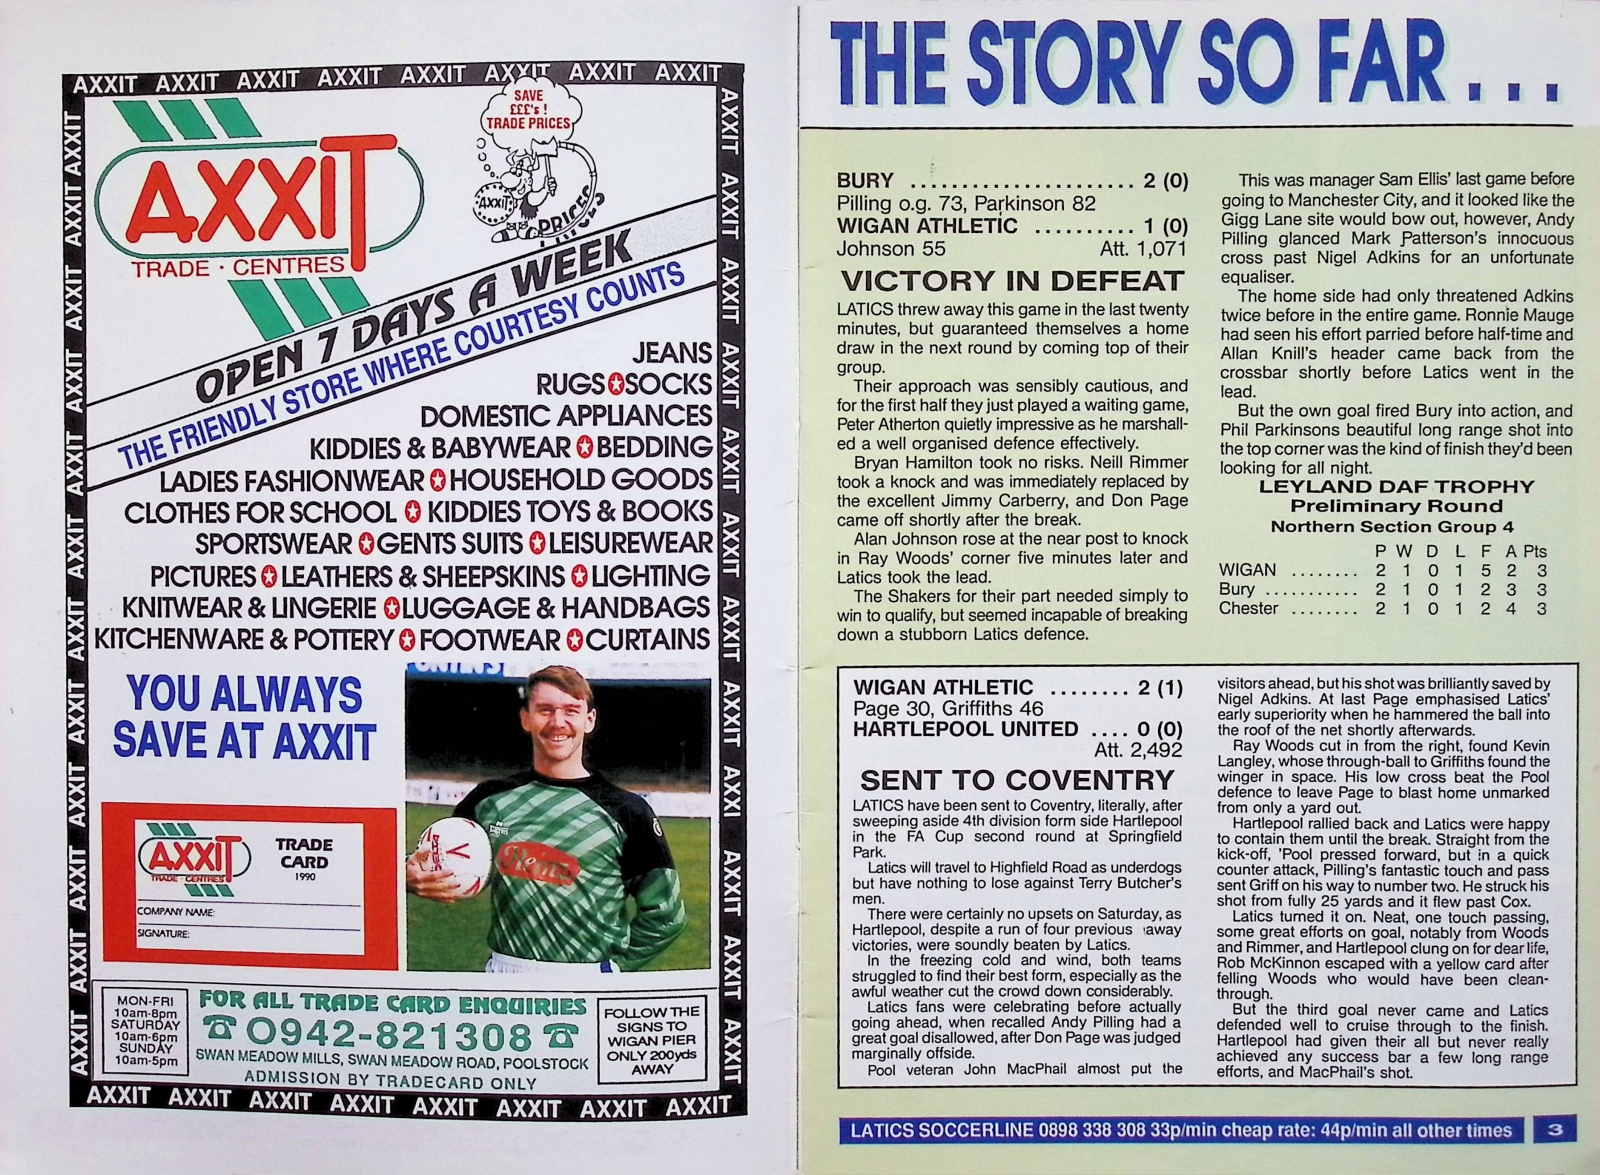 AXXIT AXXIT AXXIT AXXIT AXXIT AXXIT AXXIT AXXIT
SAVE
£££'s !
TRADE PRICES
AXXIT
TRADE · CENTRES
AXXIT
PRICES
OPEN 7 DAYS A WEEK
THE FRIENDLY STORE WHERE COURTESY COUNTS
JEANS
RUGS SOCKS
DOMESTIC APPLIANCES
KIDDIES & BABYWEAR BEDDING
LADIES FASHIONWEAR HOUSEHOLD GOODS
CLOTHES FOR SCHOOL KIDDIES TOYS & BOOKS
SPORTSWEAR GENTS SUITS LEISUREWEAR
PICTURES LEATHERS & SHEEPSKINS LIGHTING
KNITWEAR & LINGERIE LUGGAGE & HANDBAGS
KITCHENWARE & POTTERY FOOTWEAR CURTAINS
YOU ALWAYS
SAVE AT AXXIT
AXXIT
TRADE · CENTRES
TRADE
CARD
1990
COMPANY NAME:
SIGNATURE:
Heinz
MON-FRI
10am-8pm
SATURDAY
10am-6pm
SUNDAY
10am-5pm
FOR ALL TRADE CARD ENQUIRIES
☎ 0942-821308 ☎
SWAN MEADOW MILLS, SWAN MEADOW ROAD, POOLSTOCK
ADMISSION BY TRADECARD ONLY
FOLLOW THE
SIGNS TO
WIGAN PIER
ONLY 200yds
AWAY
AXXIT AXXIT AXXIT AXXIT AXXIT AXXIT AXXIT AXXIT
THE STORY SO FAR . . .
BURY ...................... 2 (0)
Pilling o.g. 73, Parkinson 82
WIGAN ATHLETIC .......... 1 (0)
Johnson 55 Att. 1,071
VICTORY IN DEFEAT
LATICS threw away this game in the last twenty
minutes, but guaranteed themselves a home
draw in the next round by coming top of their
group.
Their approach was sensibly cautious, and
for the first half they just played a waiting game,
Peter Atherton quietly impressive as he marshall-
ed a well organised defence effectively.
Bryan Hamilton took no risks. Neill Rimmer
took a knock and was immediately replaced by
the excellent Jimmy Carberry, and Don Page
came off shortly after the break.
Alan Johnson rose at the near post to knock
in Ray Woods' corner five minutes later and
Latics took the lead.
The Shakers for their part needed simply to
win to qualify, but seemed incapable of breaking
down a stubborn Latics defence.
This was manager Sam Ellis' last game before
going to Manchester City, and it looked like the
Gigg Lane site would bow out, however, Andy
Pilling glanced Mark Patterson's innocuous
cross past Nigel Adkins for an unfortunate
equaliser.
The home side had only threatened Adkins
twice before in the entire game. Ronnie Mauge
had seen his effort parried before half-time and
Allan Knill's header came back from the
crossbar shortly before Latics went in the
lead.
But the own goal fired Bury into action, and
Phil Parkinsons beautiful long range shot into
the top corner was the kind of finish they'd been
looking for all night.
LEYLAND DAF TROPHY
Preliminary Round
Northern Section Group 4
P W D L F A Pts
WIGAN ........ 2 1 0 1 5 2 3
Bury ........... 2 1 0 1 2 3 3
Chester ........ 2 1 0 1 2 4 3
WIGAN ATHLETIC ........ 2 (1)
Page 30, Griffiths 46
HARTLEPOOL UNITED .... 0 (0)
Att. 2,492
SENT TO COVENTRY
LATICS have been sent to Coventry, literally, after
sweeping aside 4th division form side Hartlepool
in the FA Cup second round at Springfield
Park.
Latics will travel to Highfield Road as underdogs
but have nothing to lose against Terry Butcher's
men.
There were certainly no upsets on Saturday, as
Hartlepool, despite a run of four previous away
victories, were soundly beaten by Latics.
In the freezing cold and wind, both teams
struggled to find their best form, especially as the
awful weather cut the crowd down considerably.
Latics fans were celebrating before actually
going ahead, when recalled Andy Pilling had a
great goal disallowed, after Don Page was judged
marginally offside.
Pool veteran John MacPhail almost put the
visitors ahead, but his shot was brilliantly saved by
Nigel Adkins. At last Page emphasised Latics'
early superiority when he hammered the ball into
the roof of the net shortly afterwards.
Ray Woods cut in from the right, found Kevin
Langley, whose through-ball to Griffiths found the
winger in space. His low cross beat the Pool
defence to leave Page to blast home unmarked
from only a yard out.
Hartlepool rallied back and Latics were happy
to contain them until the break. Straight from the
kick-off, 'Pool pressed forward, but in a quick
counter attack, Pilling's fantastic touch and pass
sent Griff on his way to number two. He struck his
shot from fully 25 yards and it flew past Cox.
Latics turned it on. Neat, one touch passing,
some great efforts on goal, notably from Woods
and Rimmer, and Hartlepool clung on for dear life,
Rob McKinnon escaped with a yellow card after
felling Woods who would have been clean-
through.
But the third goal never came and Latics
defended well to cruise through to the finish.
Hartlepool had given their all but never really
achieved any success bar a few long range
efforts, and MacPhail's shot.
LATICS SOCCERLINE 0898 338 308 33p/min cheap rate: 44p/min all other times
3